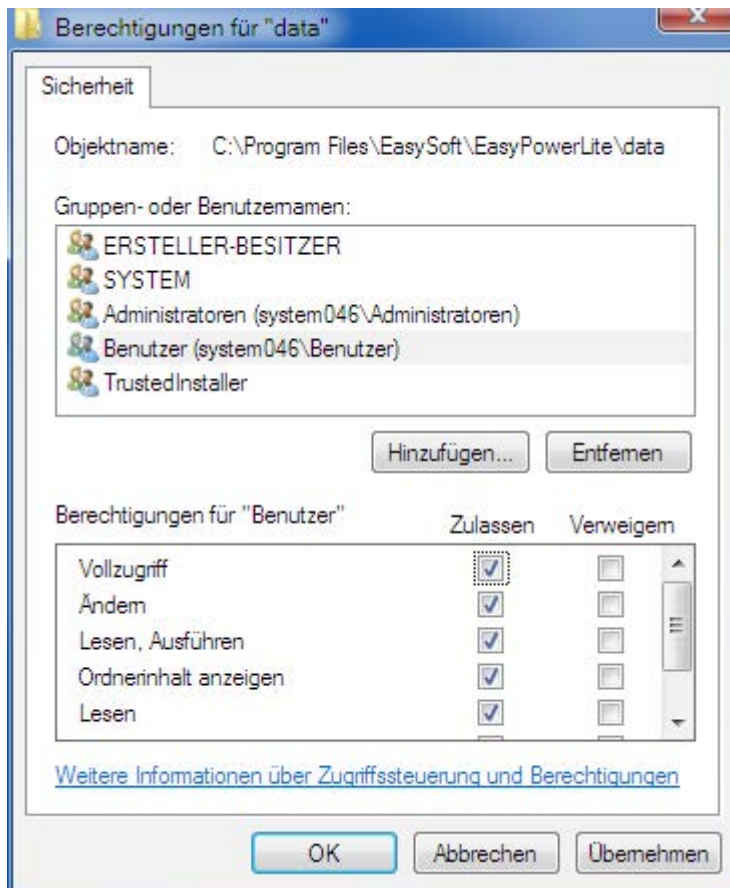 Berechtigungen für "data"
Sicherheit
Objektname: C:\Program Files\EasySoft\EasyPowerLite\data
Gruppen- oder Benutzernamen:
ERSTELLER-BESITZER
SYSTEM
Administratoren (system046\Administratoren)
Benutzer (system046\Benutzer)
TrustedInstaller
Hinzufügen... Entfernen
Berechtigungen für "Benutzer" Zulassen Verweigern
Vollzugriff
Ändern
Lesen, Ausführen
Ordnerinhalt anzeigen
Lesen
Weitere Informationen über Zugriffssteuerung und Berechtigungen
OK Abbrechen Übernehmen